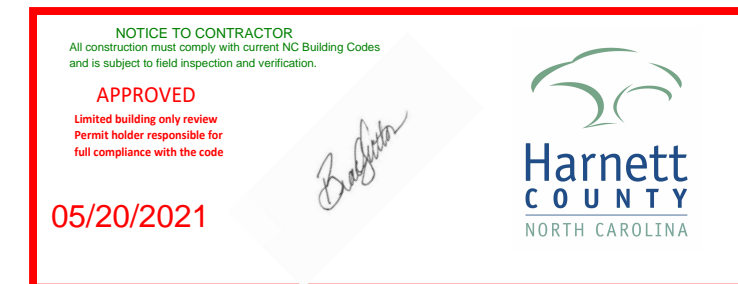 NOTICE TO CONTRACTOR
All construction must comply with current NC Building Codes
and is subject to field inspection and verification.
APPROVED
Limited building only review
Permit holder responsible for
full compliance with the code
05/20/2021
Harnett
COUNTY
NORTH CAROLINA